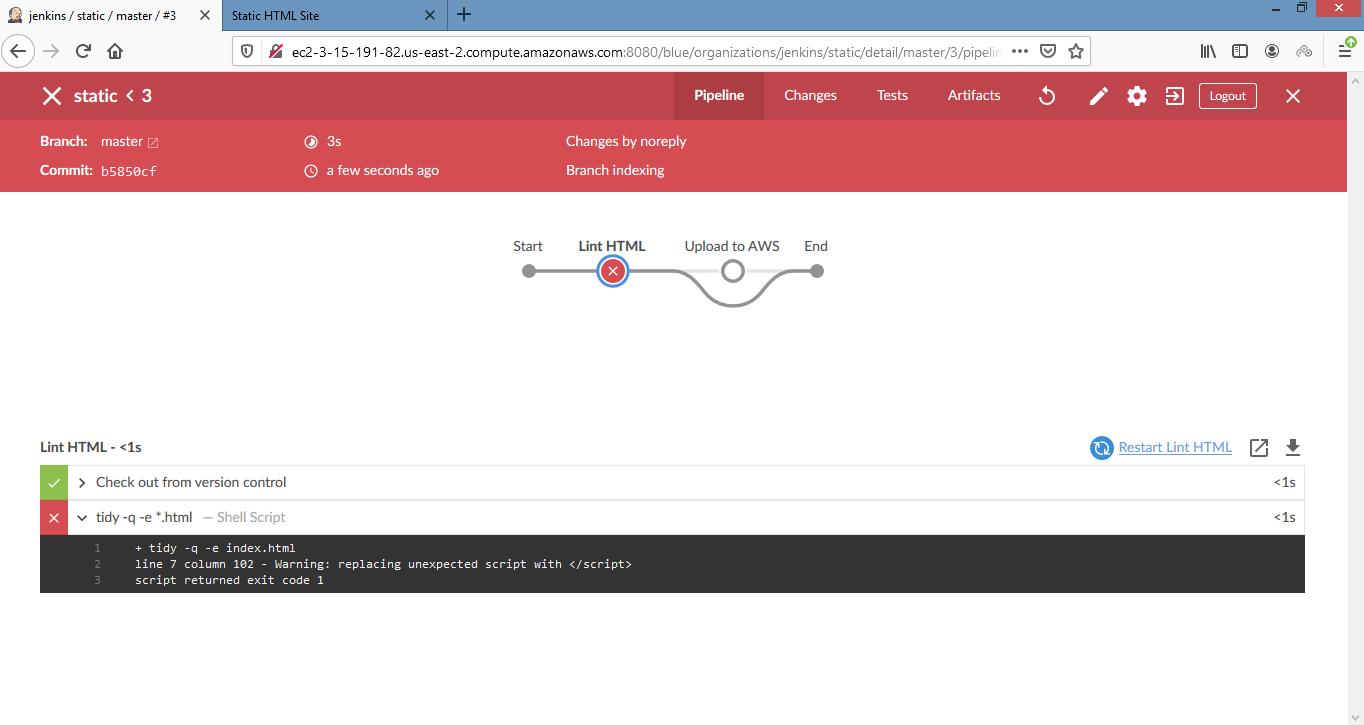 jenkins / static / master / #3
Static HTML Site
ec2-3-15-191-82.us-east-2.compute.amazonaws.com:8080/blue/organizations/jenkins/static/detail/master/3/pipelin
static < 3
Pipeline Changes Tests Artifacts Logout
Branch: master 3s Changes by noreply
Commit: b5850cf a few seconds ago Branch indexing
Start Lint HTML Upload to AWS End
Lint HTML - <1s Restart Lint HTML
Check out from version control <1s
tidy -q -e *.html — Shell Script <1s
1 + tidy -q -e index.html
2 line 7 column 102 - Warning: replacing unexpected script with </script>
3 script returned exit code 1